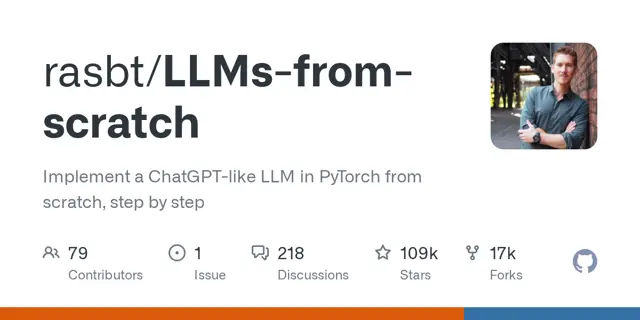 rasbt/LLMs-from-
scratch
Implement a ChatGPT-like LLM in PyTorch from
scratch, step by step
79 1 218 109k 17k
Contributors Issue Discussions Stars Forks